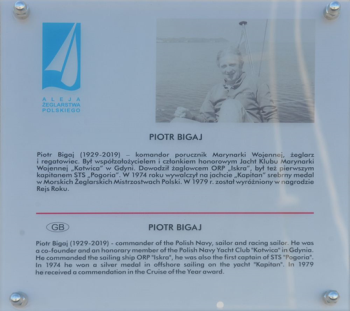 ALEJA
ŻEGLARSTWA
POLSKIEGO
PIOTR BIGAJ
Piotr Bigaj (1929-2019) - komandor porucznik Marynarki Wojennej, żeglarz
i regatowiec. Był współzałożycielem i członkiem honorowym Jacht Klubu Marynarki
Wojennej „Kotwica" w Gdyni. Dowodził żaglowcem ORP „Iskra", był też pierwszym
kapitanem STS „Pogoria". W 1974 roku wywalczył na jachcie „Kapitan" srebrny medal
w Morskich Żeglarskich Mistrzostwach Polski. W 1979 r. został wyróżniony w nagrodzie
Rejs Roku.
GB
PIOTR BIGAJ
Piotr Bigaj (1929-2019) - commander of the Polish Navy, sailor and racing sailor. He was
a co-founder and an honorary member of the Polish Navy Yacht Club "Kotwica" in Gdynia.
He commanded the sailing ship ORP "Iskra", he was also the first captain of STS "Pogoria".
In 1974 he won a silver medal in offshore sailing on the yacht "Kapitan". In 1979
he received a commendation in the Cruise of the Year award.